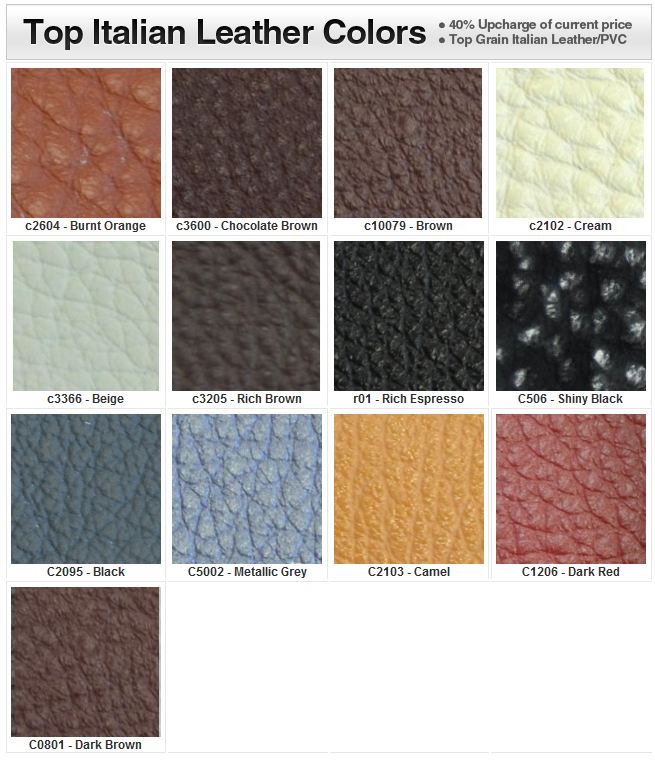 Top Italian Leather Colors
● 40% Upcharge of current price
● Top Grain Italian Leather/PVC
c2604 - Burnt Orange
c3600 - Chocolate Brown
c10079 - Brown
c2102 - Cream
c3366 - Beige
c3205 - Rich Brown
r01 - Rich Espresso
C506 - Shiny Black
C2095 - Black
C5002 - Metallic Grey
C2103 - Camel
C1206 - Dark Red
C0801 - Dark Brown